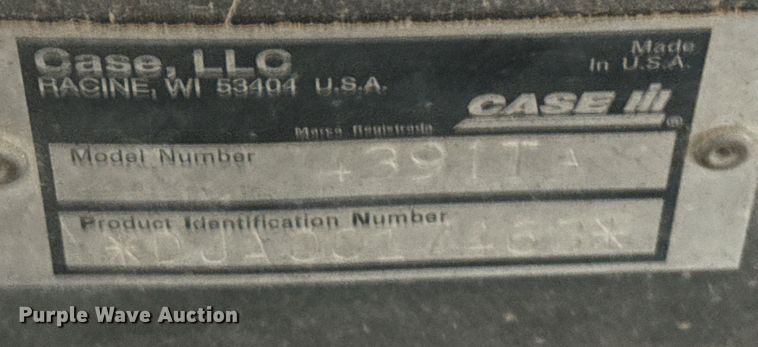 Case, LLC
RACINE, WI 53404 U.S.A.
Made
In U.S.A.
CASE IH
®
Marca Registrada
Model Number
Product Identification Number
Purple Wave Auction